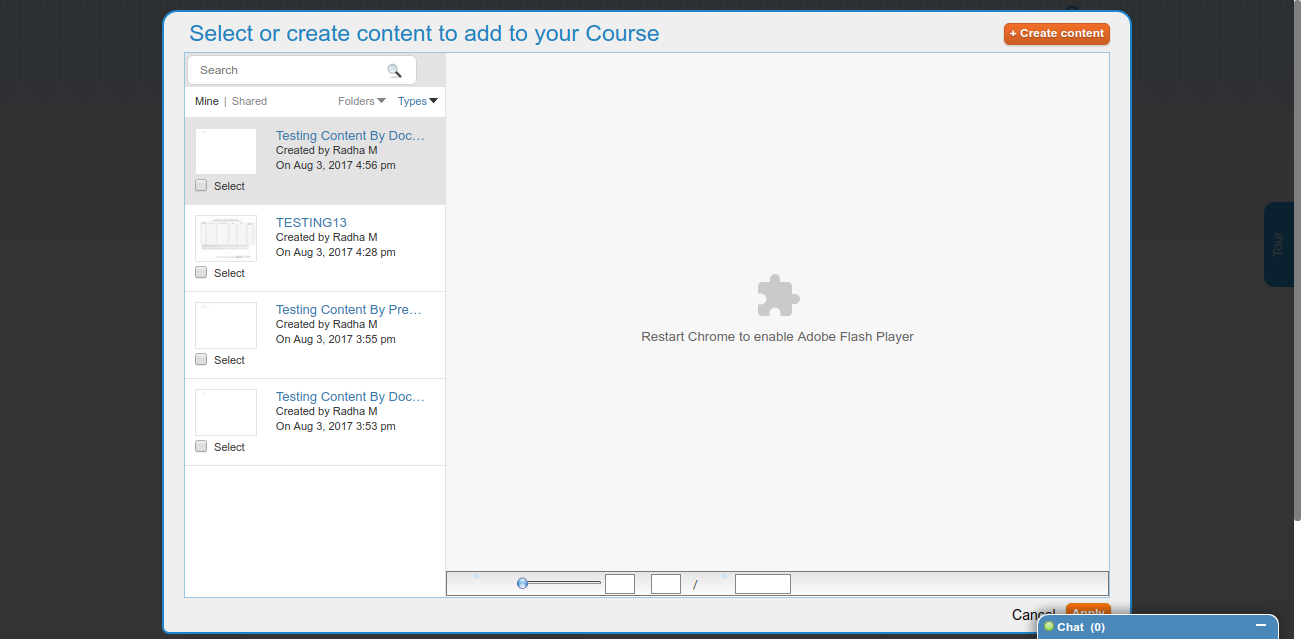 Select or create content to add to your Course
+ Create content
Search
Mine | Shared
Folders
Types
Testing Content By Doc...
Created by Radha M
On Aug 3, 2017 4:56 pm
Select
TESTING13
Created by Radha M
On Aug 3, 2017 4:28 pm
Select
Testing Content By Pre...
Created by Radha M
On Aug 3, 2017 3:55 pm
Select
Testing Content By Doc...
Created by Radha M
On Aug 3, 2017 3:53 pm
Select
Restart Chrome to enable Adobe Flash Player
/
Tour
Cancel
Apply
Chat (0)